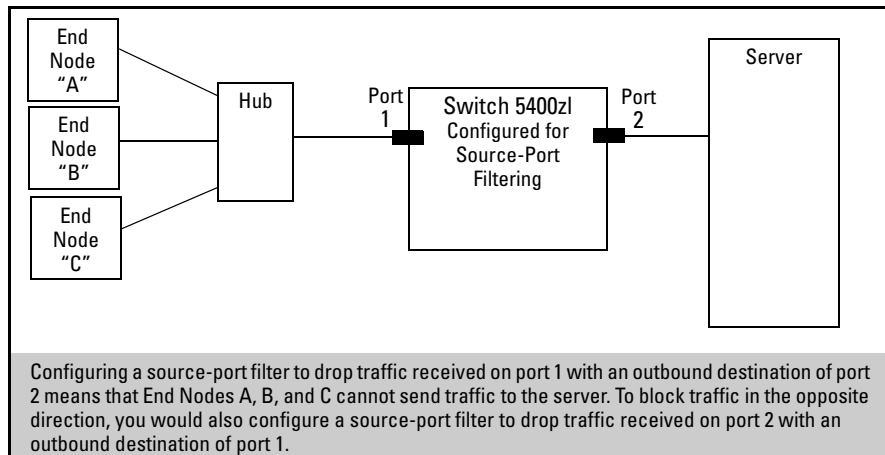 End
Node
“A”
End
Node
“B”
End
Node
“C”
Hub
Port
1
Switch 5400zl
Configured for
Source-Port
Filtering
Port
2
Server
Configuring a source-port filter to drop traffic received on port 1 with an outbound destination of port
2 means that End Nodes A, B, and C cannot send traffic to the server. To block traffic in the opposite
direction, you would also configure a source-port filter to drop traffic received on port 2 with an
outbound destination of port 1.